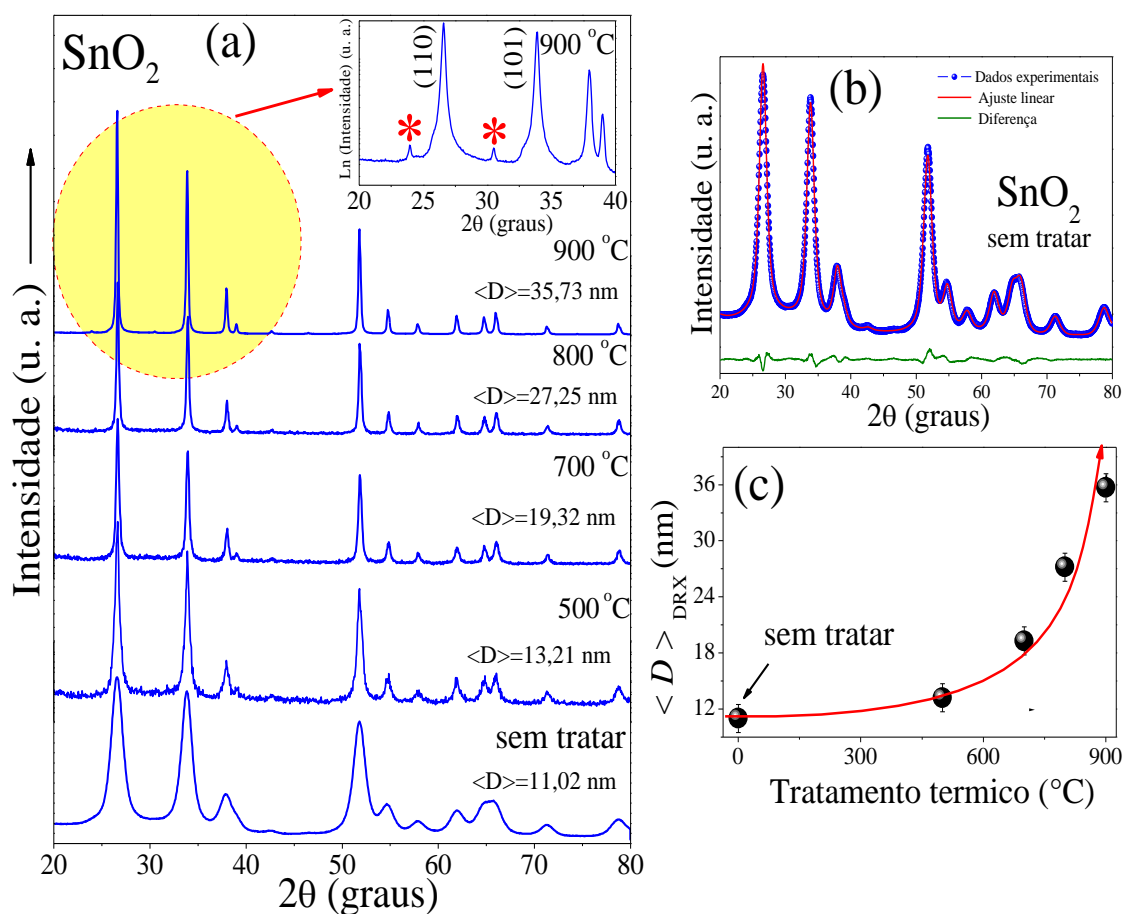 SnO2
(a)
Intensidade (u. a.)
2θ (graus)
20 30 40 50 60 70 80
Ln (Intensidade) (u. a.)
(110)
(101)
900 °C
*
*
20 25 30 35 40
2θ (graus)
900 °C
<D>=35,73 nm
800 °C
<D>=27,25 nm
700 °C
<D>=19,32 nm
500 °C
<D>=13,21 nm
sem tratar
<D>=11,02 nm
(b)
Dados experimentais
Ajuste linear
Diferença
SnO2
sem tratar
Intensidade (u. a.)
20 30 40 50 60 70 80
2θ (graus)
(c)
< D > DRX (nm)
36
30
24
18
12
sem tratar
0 300 600 900
Tratamento termico (°C)